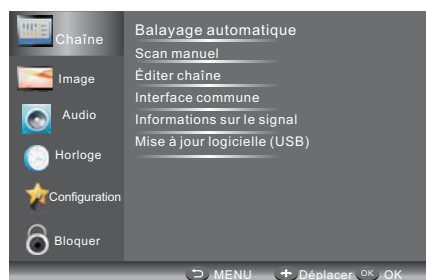 Chaîne
Image
Audio
Horloge
Configuration
Bloquer
Balayage automatique
Scan manuel
Éditer chaîne
Interface commune
Informations sur le signal
Mise à jour logicielle (USB)
MENU Déplacer OK OK